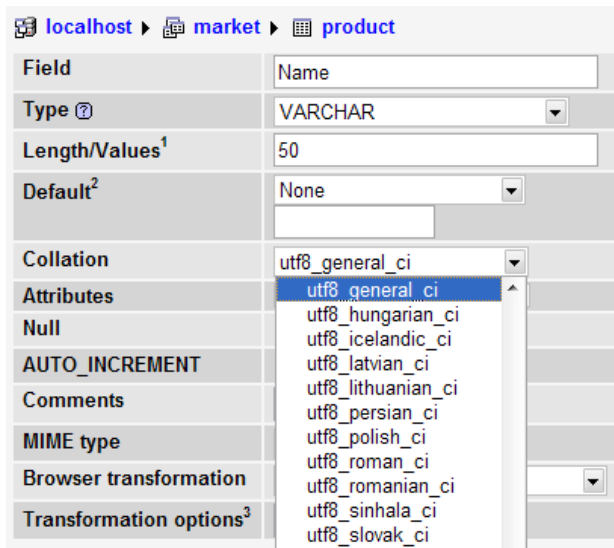 localhost market product
Field Name
Type VARCHAR
Length/Values1 50
Default2 None
Collation utf8_general_ci
Attributes utf8_general_ci
utf8_hungarian_ci
Null
utf8_icelandic_ci
AUTO_INCREMENT utf8_latvian_ci
utf8_lithuanian_ci
Comments
utf8_persian_ci
MIME type utf8_polish_ci
utf8_roman_ci
Browser transformation utf8_romanian_ci
utf8_sinhala_ci
Transformation options3 utf8_slovak_ci